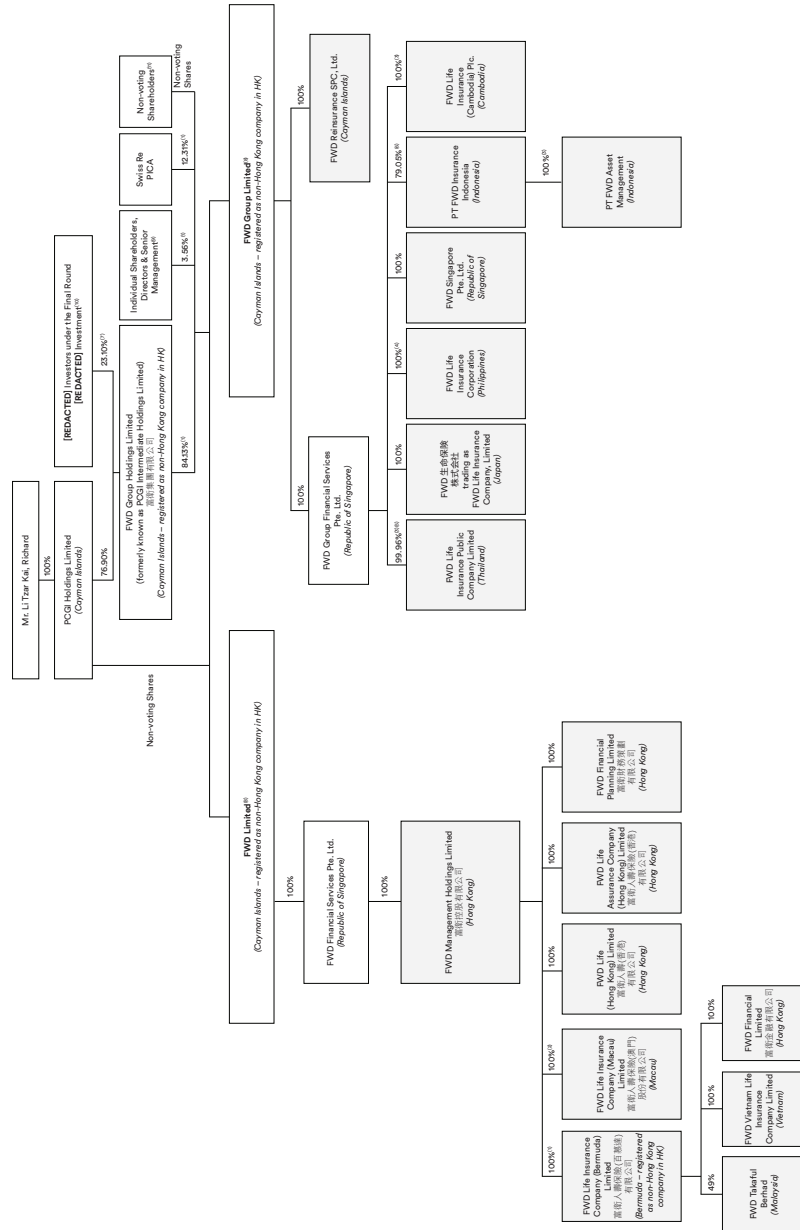 Mr. Li Tzar Kai, Richard
100%
PCGI Holdings Limited
(Cayman Islands)
[REDACTED] Investors under the Final Round
[REDACTED] Investment(10)
76.90%
23.10%(7)
Non-voting Shares
FWD Group Holdings Limited
(formerly known as PCGI Intermediate Holdings Limited)
富衛集團有限公司
(Cayman Islands – registered as non-Hong Kong company in HK)
Individual Shareholders,
Directors & Senior
Management(9)
Swiss Re
PICA
Non-voting
Shareholders(11)
84.13%(1)
3.56%(1)
12.31%(1)
Non-voting
Shares
FWD Limited(8)
(Cayman Islands – registered as non-Hong Kong company in HK)
FWD Group Limited(8)
(Cayman Islands – registered as non-Hong Kong company in HK)
100%
FWD Financial Services Pte. Ltd.
(Republic of Singapore)
100%
FWD Group Financial Services
Pte. Ltd.
(Republic of Singapore)
100%
FWD Reinsurance SPC, Ltd.
(Cayman Islands)
100%
FWD Management Holdings Limited
富衛控股有限公司
(Hong Kong)
99.96%
FWD Life
Insurance Public
Company Limited
(Thailand)
100%
FWD 生命保険
株式会社
trading as
FWD Life Insurance
Company, Limited
(Japan)
100%(4)
FWD Life
Insurance
Corporation
(Philippines)
100%
FWD Singapore
Pte. Ltd.
(Republic of
Singapore)
79.05%(6)
PT FWD Insurance
Indonesia
(Indonesia)
100%(3)
FWD Life
Insurance
(Cambodia) Plc.
(Cambodia)
100%(5)
PT FWD Asset
Management
(Indonesia)
100%(1)
FWD Life Insurance
Company (Bermuda)
Limited
富衛人壽保險(百慕達)
有限公司
(Bermuda – registered
as non-Hong Kong
company in HK)
100%(2)
FWD Life Insurance
Company (Macau)
Limited
富衛人壽保險(澳門)
股份有限公司
(Macau)
100%
FWD Life
(Hong Kong) Limited
富衛人壽(香港)
有限公司
(Hong Kong)
100%
FWD Life
Assurance Company
(Hong Kong) Limited
富衛人壽保險(香港)
有限公司
(Hong Kong)
100%
FWD Financial
Planning Limited
富衛財務策劃
有限公司
(Hong Kong)
49%
FWD Takaful
Berhad
(Malaysia)
100%
FWD Vietnam Life
Insurance
Company Limited
(Vietnam)
100%
FWD Financial
Limited
富衛金融有限公司
(Hong Kong)